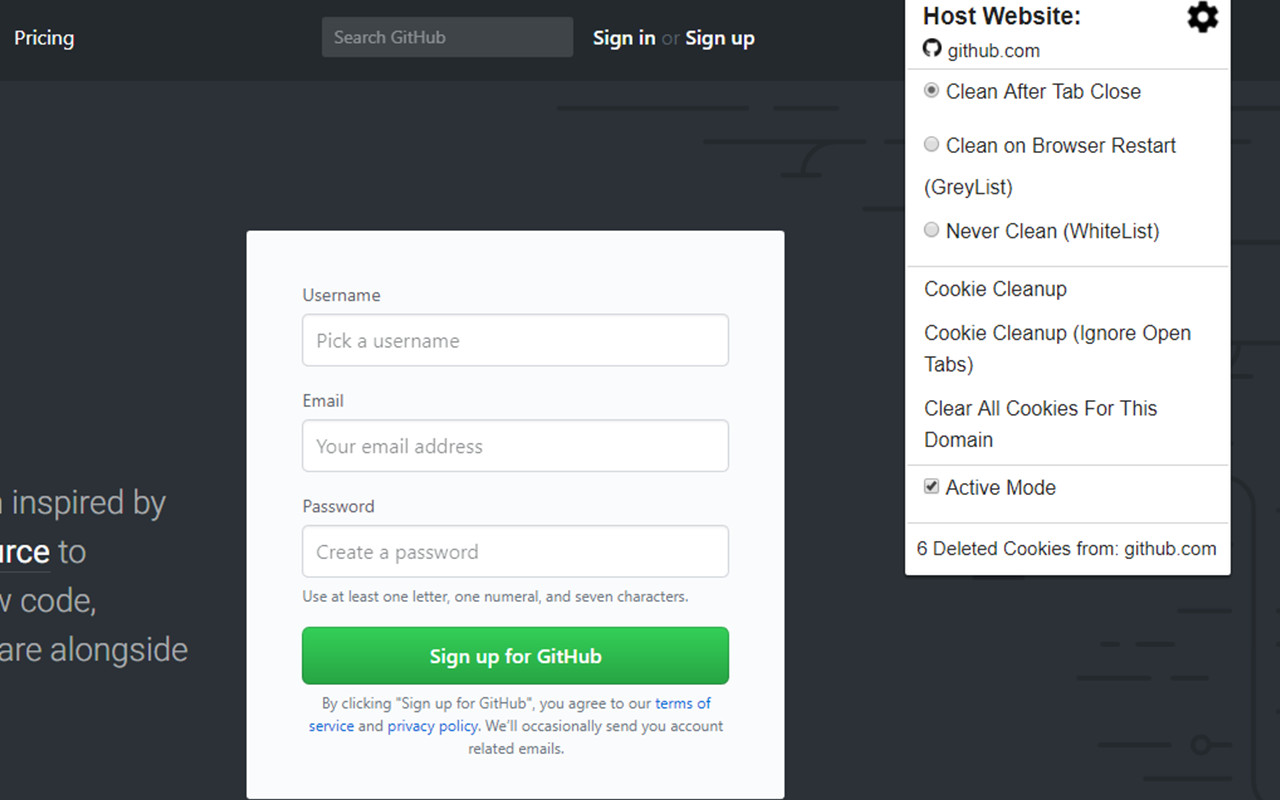 Pricing
Search GitHub
Sign in or Sign up
inspired by
to
code,
alongside
Username
Pick a username
Email
Your email address
Password
Create a password
Use at least one letter, one numeral, and seven characters.
Sign up for GitHub
By clicking "Sign up for GitHub", you agree to our terms of
service and privacy policy. We'll occasionally send you account
related emails.
Host Website:
github.com
Clean After Tab Close
Clean on Browser Restart
(GreyList)
Never Clean (WhiteList)
Cookie Cleanup
Cookie Cleanup (Ignore Open
Tabs)
Clear All Cookies For This
Domain
Active Mode
6 Deleted Cookies from: github.com